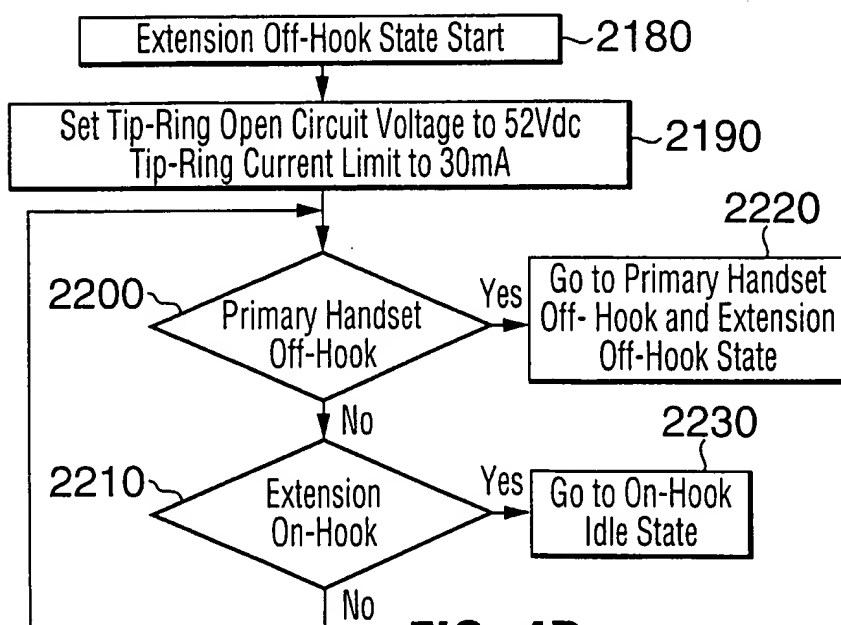 Extension Off-Hook State Start
2180
Set Tip-Ring Open Circuit Voltage to 52Vdc
Tip-Ring Current Limit to 30mA
2190
2220
2200
Primary Handset
Off-Hook
Yes
Go to Primary Handset
Off- Hook and Extension
Off-Hook State
No
2230
2210
Extension
On-Hook
Yes
Go to On-Hook
Idle State
No